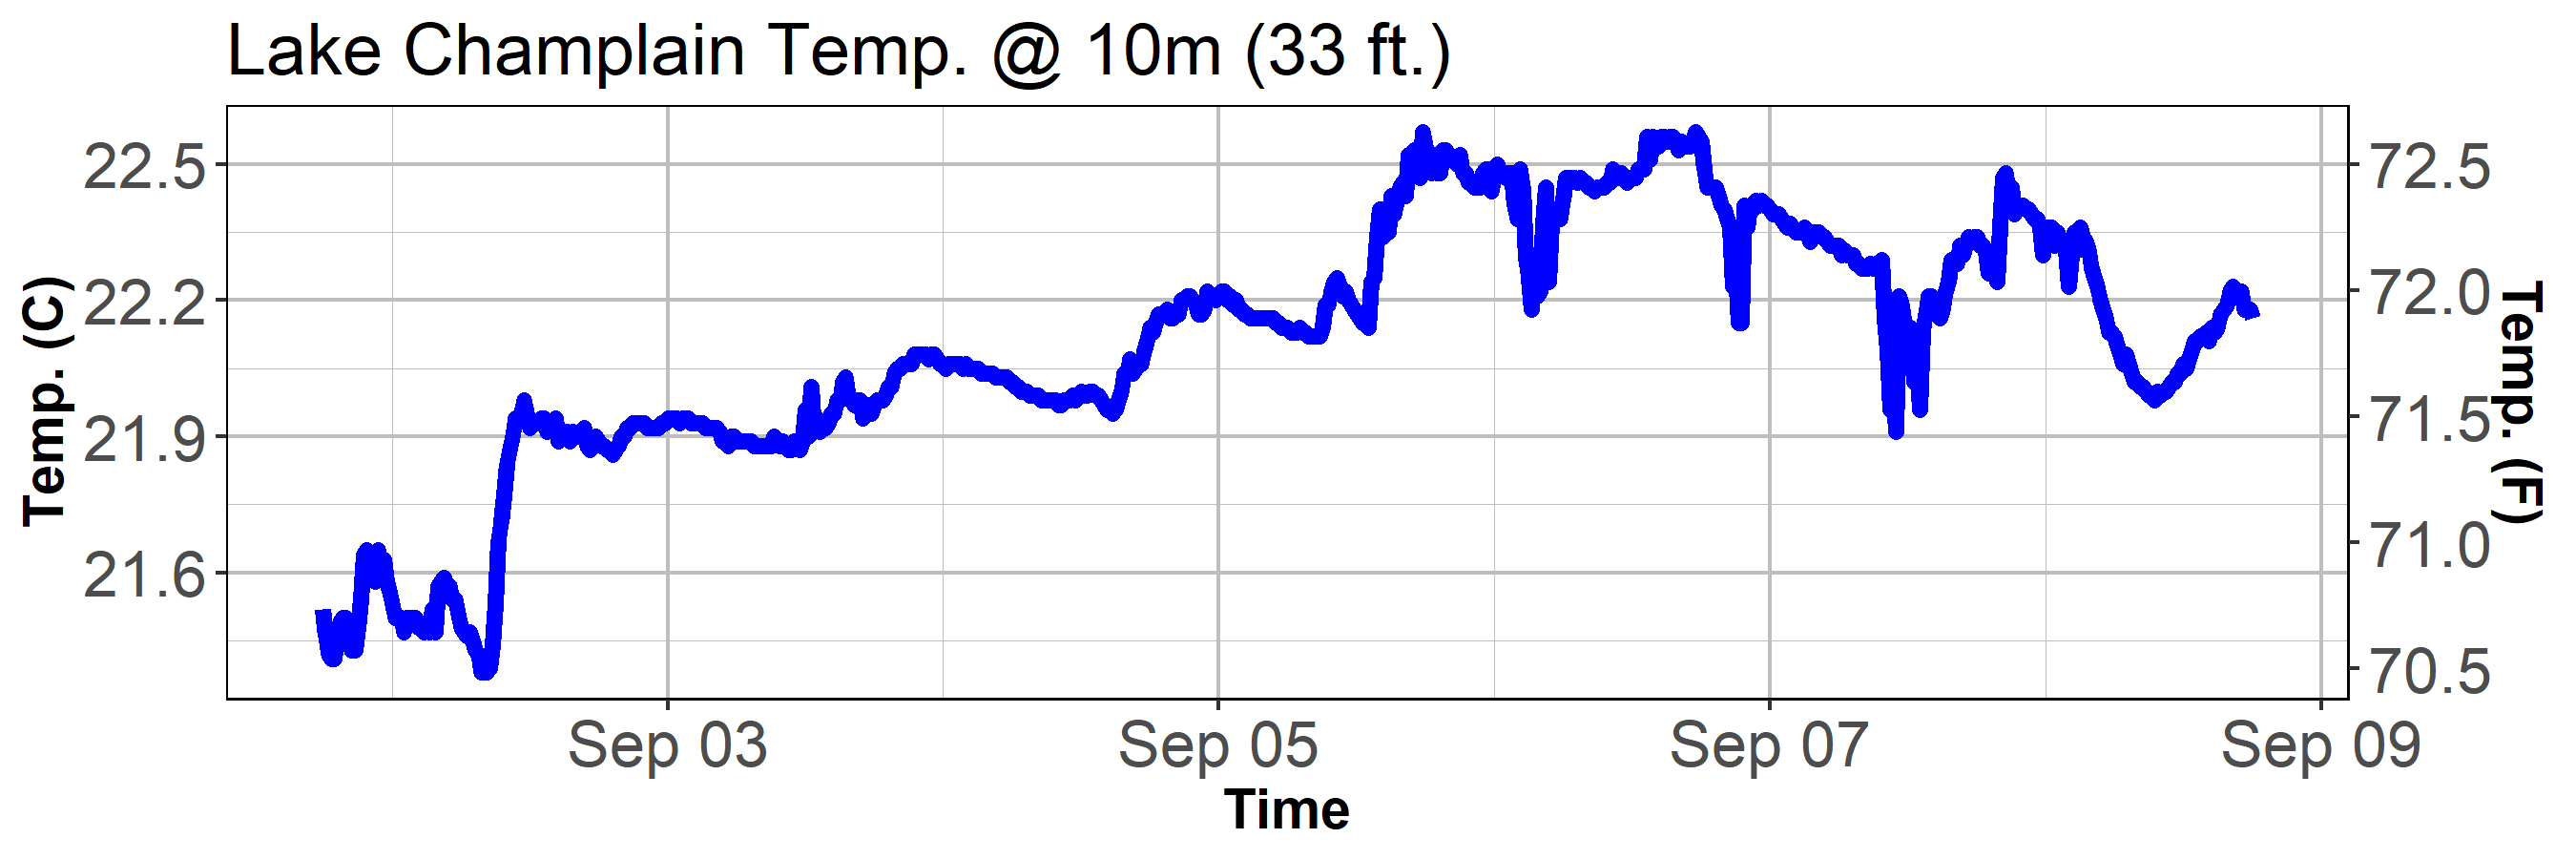 Lake Champlain Temp. @ 10m (33 ft.)
Temp. (C)
22.5
22.2
21.9
21.6
72.5
72.0
71.5
71.0
70.5
Temp. (F)
Sep 03
Sep 05
Sep 07
Sep 09
Time